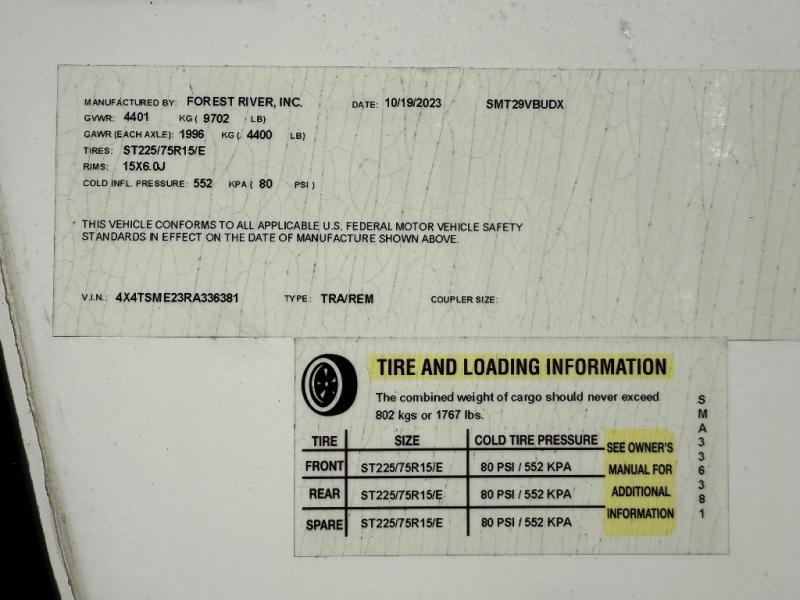 MANUFACTURED BY: FOREST RIVER, INC. DATE: 10/19/2023 SMT29VBUDX
GVWR: 4401 KG ( 9702 LB)
GAWR (EACH AXLE): 1996 KG ( 4400 LB)
TIRES: ST225/75R15/E
RIMS: 15X6.0J
COLD INFL. PRESSURE: 552 KPA ( 80 PSI )
THIS VEHICLE CONFORMS TO ALL APPLICABLE U.S. FEDERAL MOTOR VEHICLE SAFETY
STANDARDS IN EFFECT ON THE DATE OF MANUFACTURE SHOWN ABOVE.
V.I.N.: 4X4TSME23RA336381 TYPE: TRA/REM COUPLER SIZE:
TIRE AND LOADING INFORMATION
The combined weight of cargo should never exceed
802 kgs or 1767 lbs.
TIRE SIZE COLD TIRE PRESSURE
FRONT ST225/75R15/E 80 PSI / 552 KPA
REAR ST225/75R15/E 80 PSI / 552 KPA
SPARE ST225/75R15/E 80 PSI / 552 KPA
SEE OWNER'S
MANUAL FOR
ADDITIONAL
INFORMATION
SMA336381